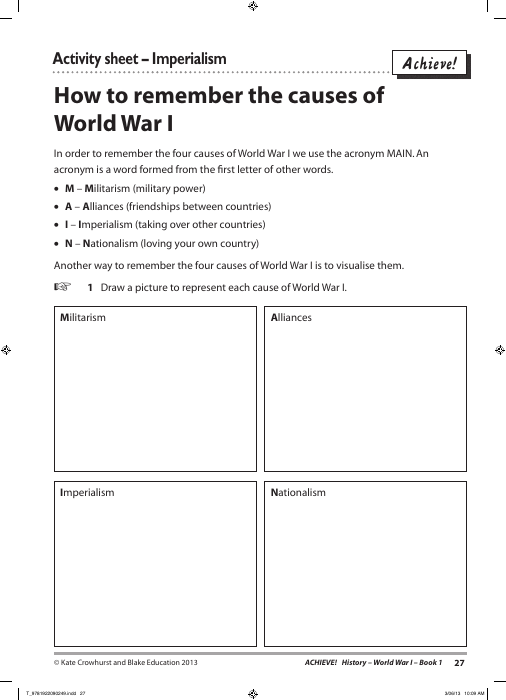 Activity sheet – Imperialism
Achieve!
How to remember the causes of
World War I
In order to remember the four causes of World War I we use the acronym MAIN. An
acronym is a word formed from the first letter of other words.
• M – Militarism (military power)
• A – Alliances (friendships between countries)
• I – Imperialism (taking over other countries)
• N – Nationalism (loving your own country)
Another way to remember the four causes of World War I is to visualise them.
☞ 1 Draw a picture to represent each cause of World War I.
Militarism
Alliances
Imperialism
Nationalism
© Kate Crowhurst and Blake Education 2013
ACHIEVE! History – World War I – Book 1 27